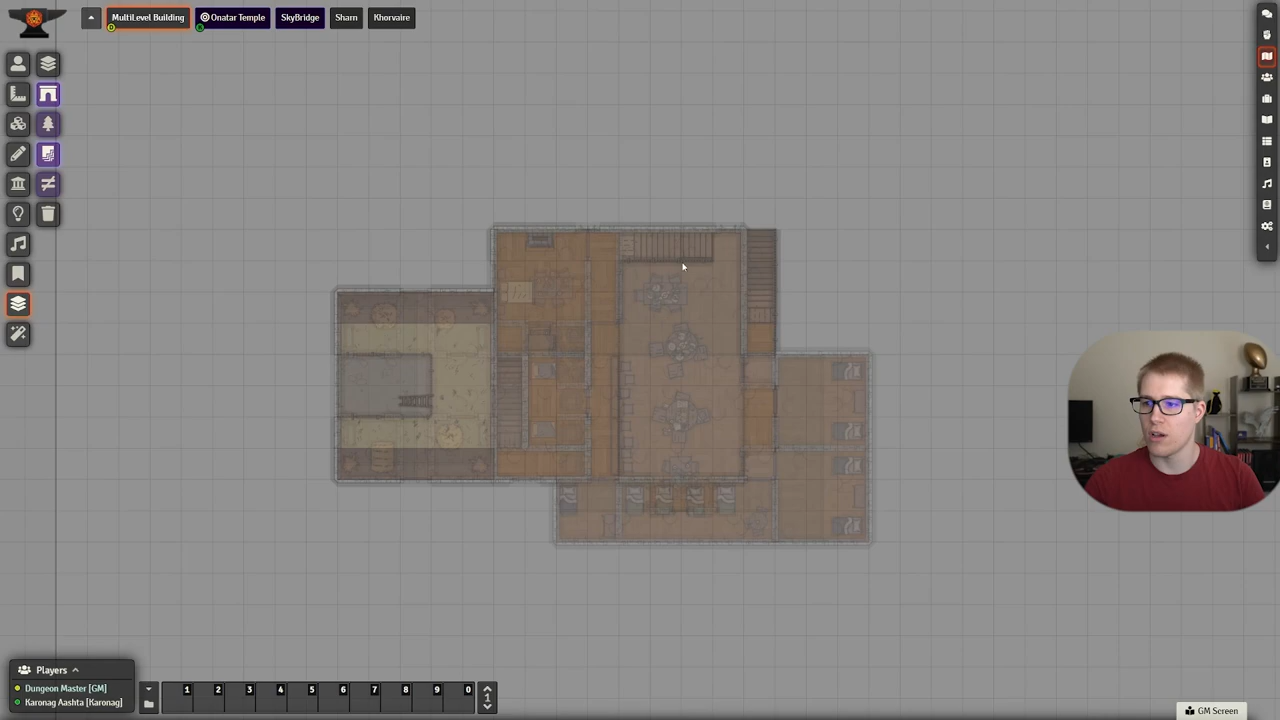 MultiLevel Building
Onatar Temple
SkyBridge
Sharn
Khorvaire
Players
Dungeon Master [GM]
Karonag Aashta [Karonag]
1 2 3 4 5 6 7 8 9 0
1
GM Screen